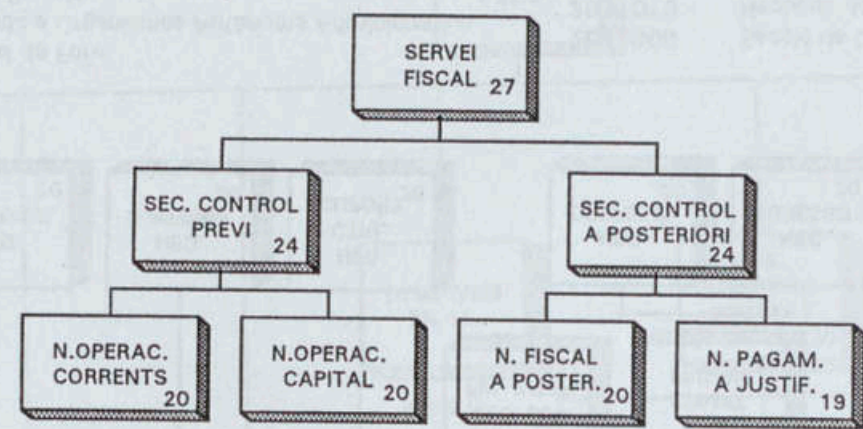 SERVEI
FISCAL 27
SEC. CONTROL
PREVI 24
SEC. CONTROL
A POSTERIORI
24
N.OPERAC.
CORRENTS
20
N.OPERAC.
CAPITAL 20
N. FISCAL
A POSTER. 20
N. PAGAM.
A JUSTIF. 19